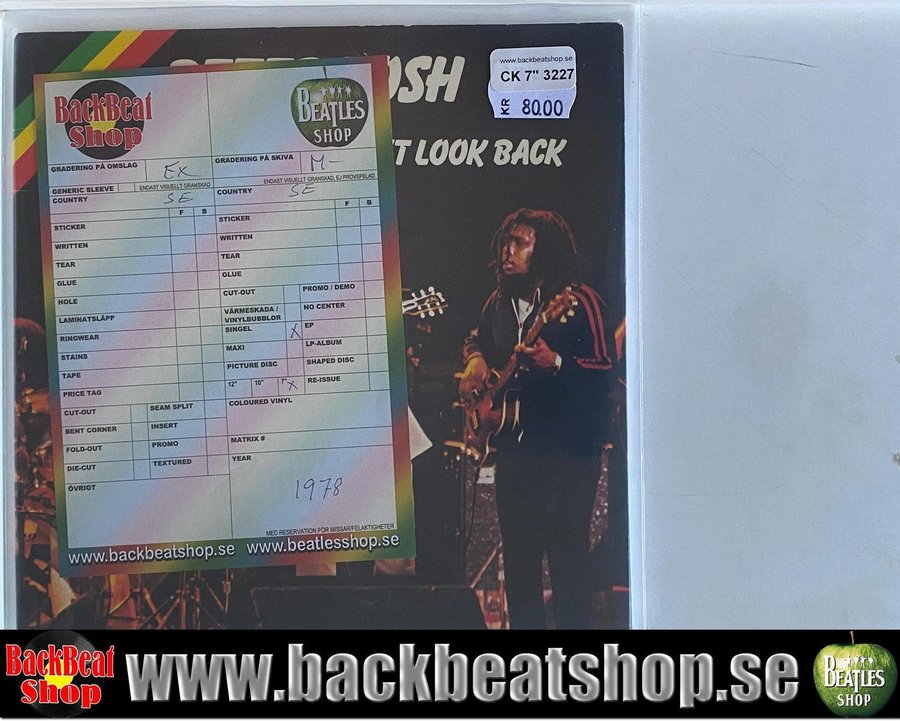 OSH
T LOOK BACK
www.backbeatshop.se
CK 7" 3227
KR 80.00
BackBeat
Shop
BEATLES
SHOP
GRADERING PÅ OMSLAG Ex
GRADERING PÅ SKIVA M-
GENERIC SLEEVE ENDAST VISUELLT GRANSKAD
ENDAST VISUELLT GRANSKAD, EJ PROVSPELAD
COUNTRY SE
F B
STICKER
WRITTEN
TEAR
GLUE
HOLE
LAMINATSLÄPP
RINGWEAR
STAINS
TAPE
PRICE TAG
CUT-OUT SEAM SPLIT
BENT CORNER INSERT
FOLD-OUT PROMO
DIE-CUT TEXTURED
ÖVRIGT
COUNTRY SE
F B
STICKER
WRITTEN
TEAR
GLUE
CUT-OUT PROMO / DEMO
VÄRMESKADA /
VINYLBUBBLOR NO CENTER
SINGEL X EP
MAXI LP-ALBUM
PICTURE DISC SHAPED DISC
12" 10" 7" X RE-ISSUE
COLOURED VINYL
MATRIX #
YEAR
1978
MED RESERVATION FÖR MISSAR/FELAKTIGHETER
www.backbeatshop.se www.beatlesshop.se
BackBeat
Shop
www.backbeatshop.se
BEATLES
SHOP